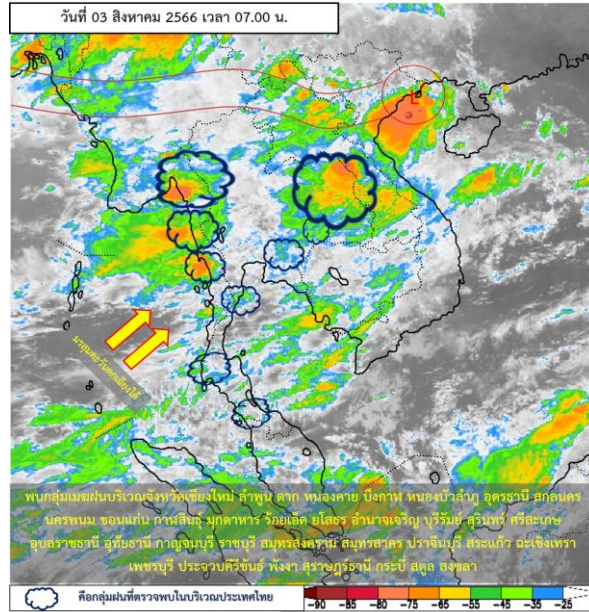 วันที่ 03 สิงหาคม 2566 เวลา 07.00 น.
L
มรสุมตะวันตกเฉียงใต้
พบกลุ่มเมฆฝนบริเวณจังหวัดเชียงใหม่ ลำพูน ตาก หนองคาย บึงกาฬ หนองบัวลำภู อุดรธานี สกลนคร
นครพนม ขอนแก่น กาฬสินธุ์ มุกดาหาร ร้อยเอ็ด ยโสธร อำนาจเจริญ บุรีรัมย์ สุรินทร์ ศรีสะเกษ
อุบลราชธานี อุทัยธานี กาญจนบุรี ราชบุรี สมุทรสงคราม สมุทรสาคร ปราจีนบุรี สระแก้ว ฉะเชิงเทรา
เพชรบุรี ประจวบคีรีขันธ์ พังงา สุราษฎร์ธานี กระบี่ สตูล สงขลา
คือกลุ่มฝนที่ตรวจพบในบริเวณประเทศไทย
-90 -85 -80 -75 -65 -55 -45 -35 -25